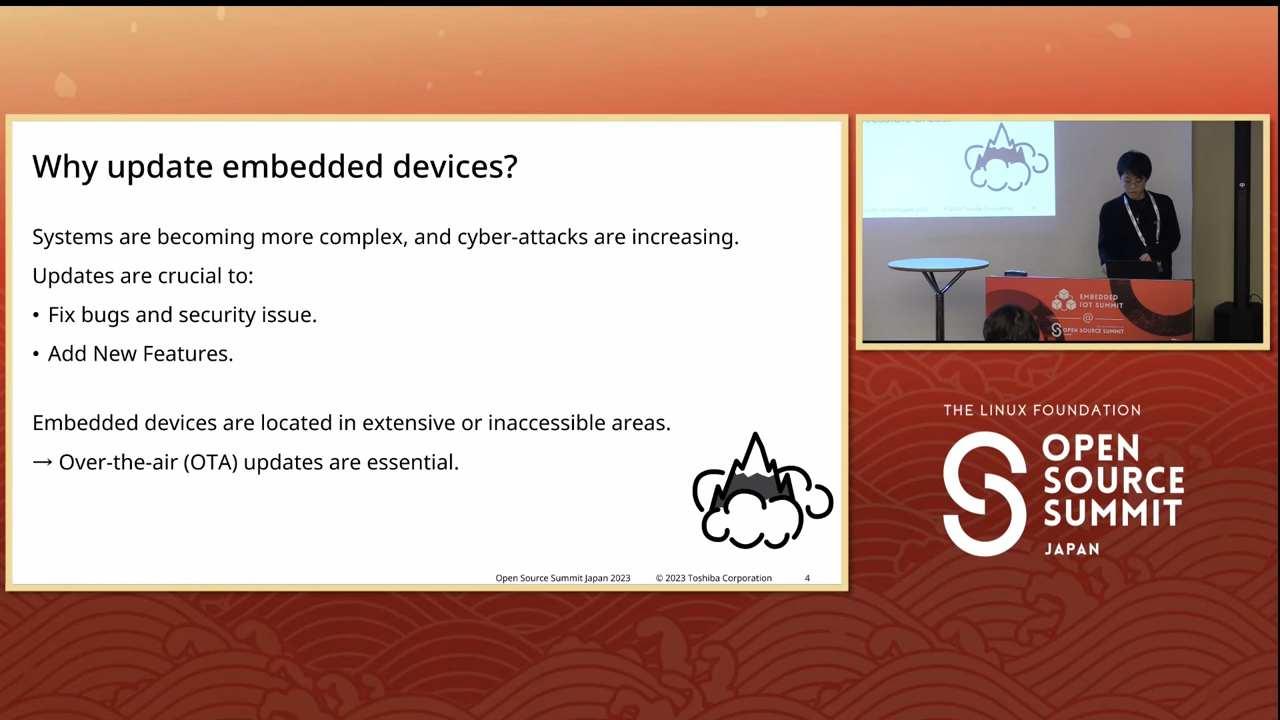 Why update embedded devices?
Systems are becoming more complex, and cyber-attacks are increasing.
Updates are crucial to:
• Fix bugs and security issue.
• Add New Features.
Embedded devices are located in extensive or inaccessible areas.
→ Over-the-air (OTA) updates are essential.
Open Source Summit Japan 2023 © 2023 Toshiba Corporation 4
EMBEDDED
IOT SUMMIT
@
OPEN SOURCE SUMMIT
THE LINUX FOUNDATION
OPEN
SOURCE
SUMMIT
JAPAN